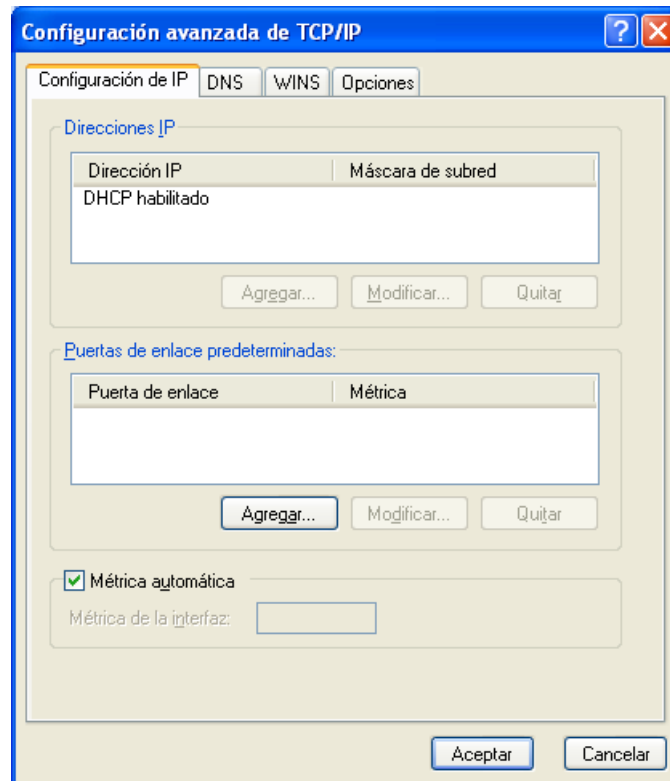 Configuración avanzada de TCP/IP
Configuración de IP DNS WINS Opciones
Direcciones IP
Dirección IP Máscara de subred
DHCP habilitado
Agregar... Modificar... Quitar
Puertas de enlace predeterminadas:
Puerta de enlace Métrica
Agregar... Modificar... Quitar
Métrica automática
Métrica de la interfaz:
Aceptar Cancelar